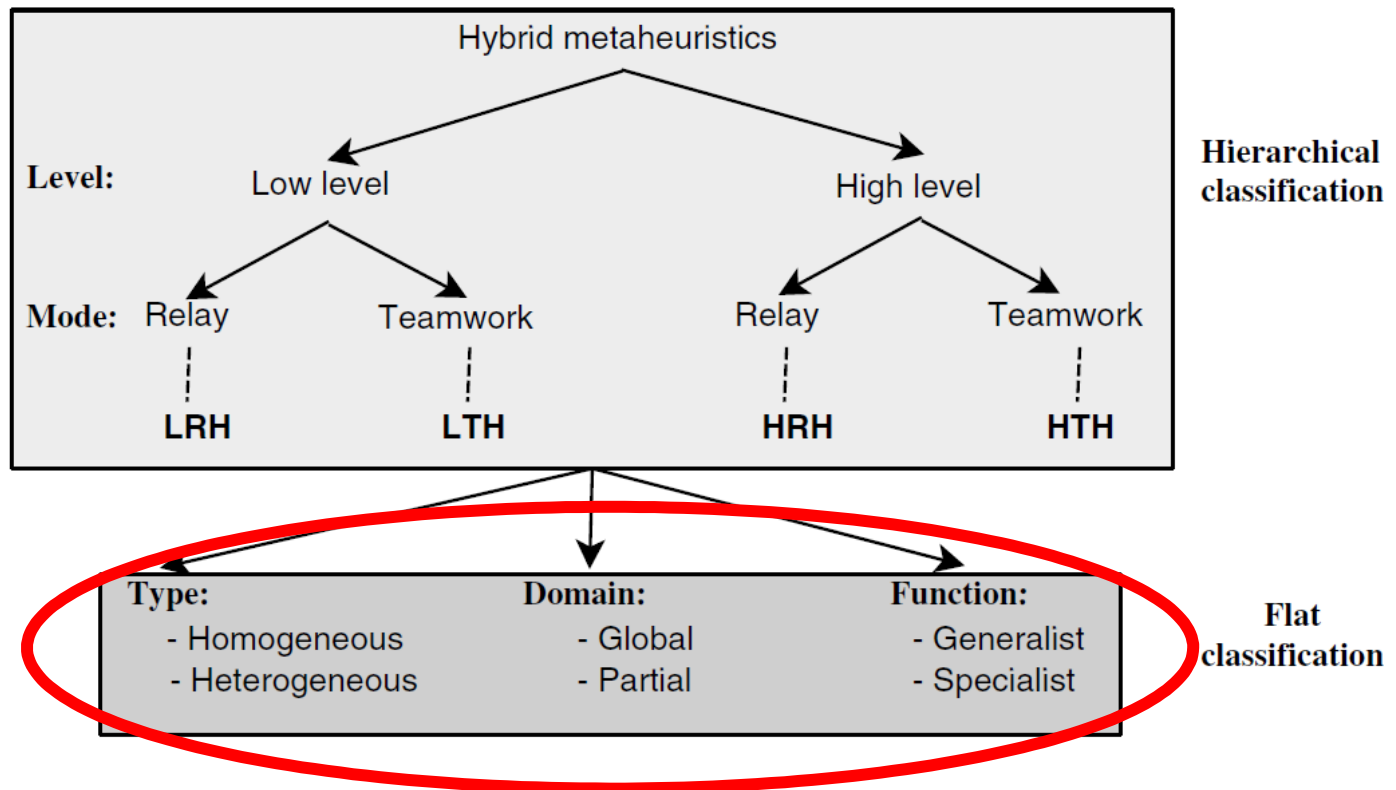 Hybrid metaheuristics
Hierarchical
classification
Level:
Low level
High level
Mode:
Relay
Teamwork
Relay
Teamwork
LRH
LTH
HRH
HTH
Type:
Domain:
Function:
- Homogeneous
- Global
- Generalist
- Heterogeneous
- Partial
- Specialist
Flat
classification